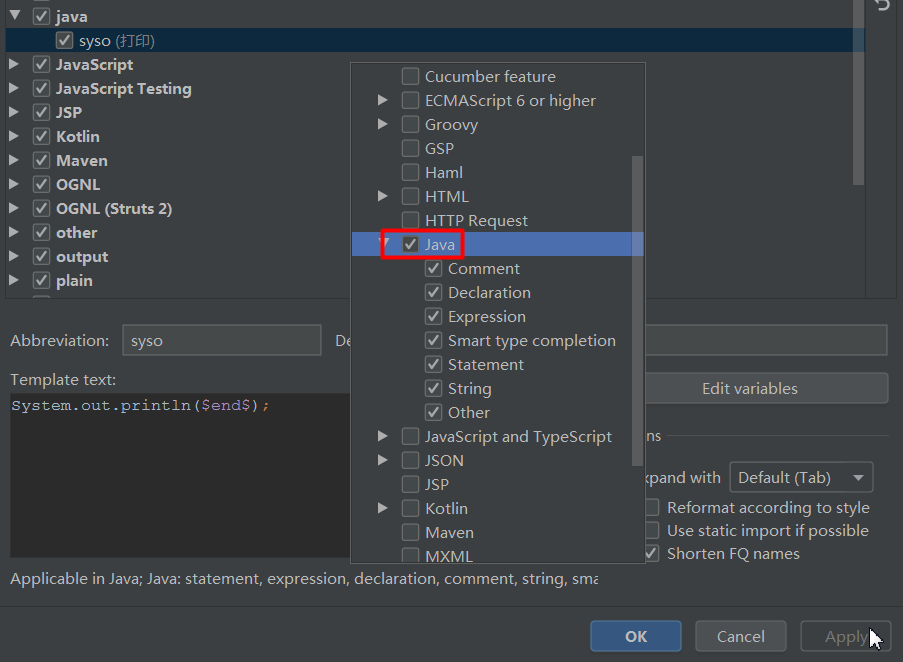 java
syso (打印)
JavaScript
JavaScript Testing
JSP
Kotlin
Maven
OGNL
OGNL (Struts 2)
other
output
plain
Cucumber feature
ECMAScript 6 or higher
Groovy
GSP
Haml
HTML
HTTP Request
Java
Comment
Declaration
Expression
Smart type completion
Statement
String
Other
JavaScript and TypeScript
JSON
JSP
Kotlin
Maven
MXML
Abbreviation: syso De
Template text:
System.out.println($end$);
Edit variables
ns
xpand with Default (Tab)
Reformat according to style
Use static import if possible
Shorten FQ names
Applicable in Java; Java: statement, expression, declaration, comment, string, sma
OK Cancel Apply